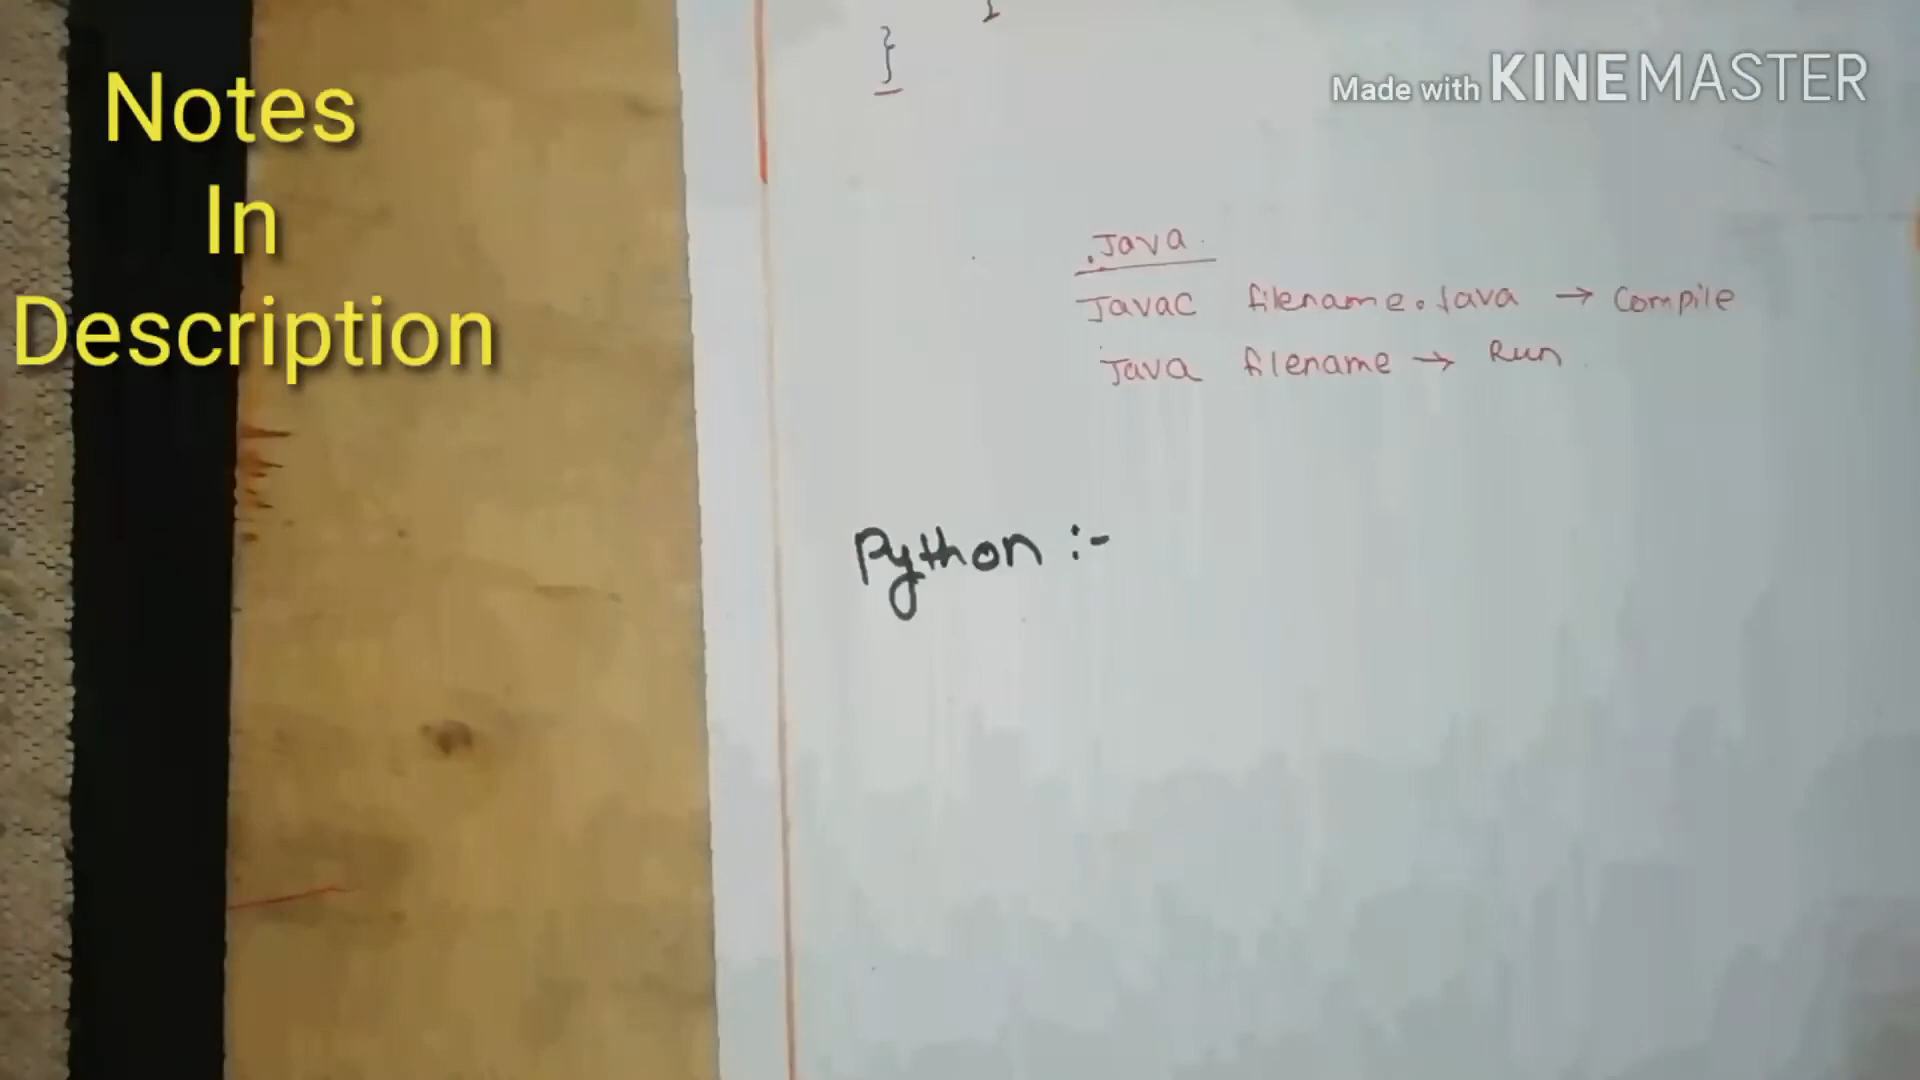 Notes
In
Description
Made with KINEMASTER
}
}
.Java
Javac filename.Java → Compile
Java filename → Run
Python :-